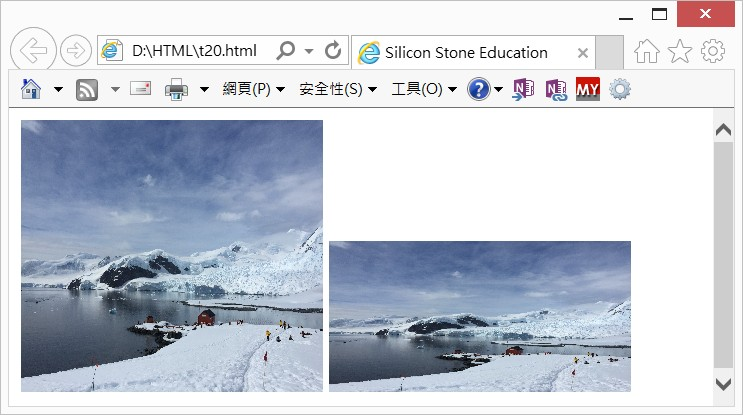 D:\HTML\t20.html
Silicon Stone Education
網頁(P) 安全性(S) 工具(O) ? N N MY